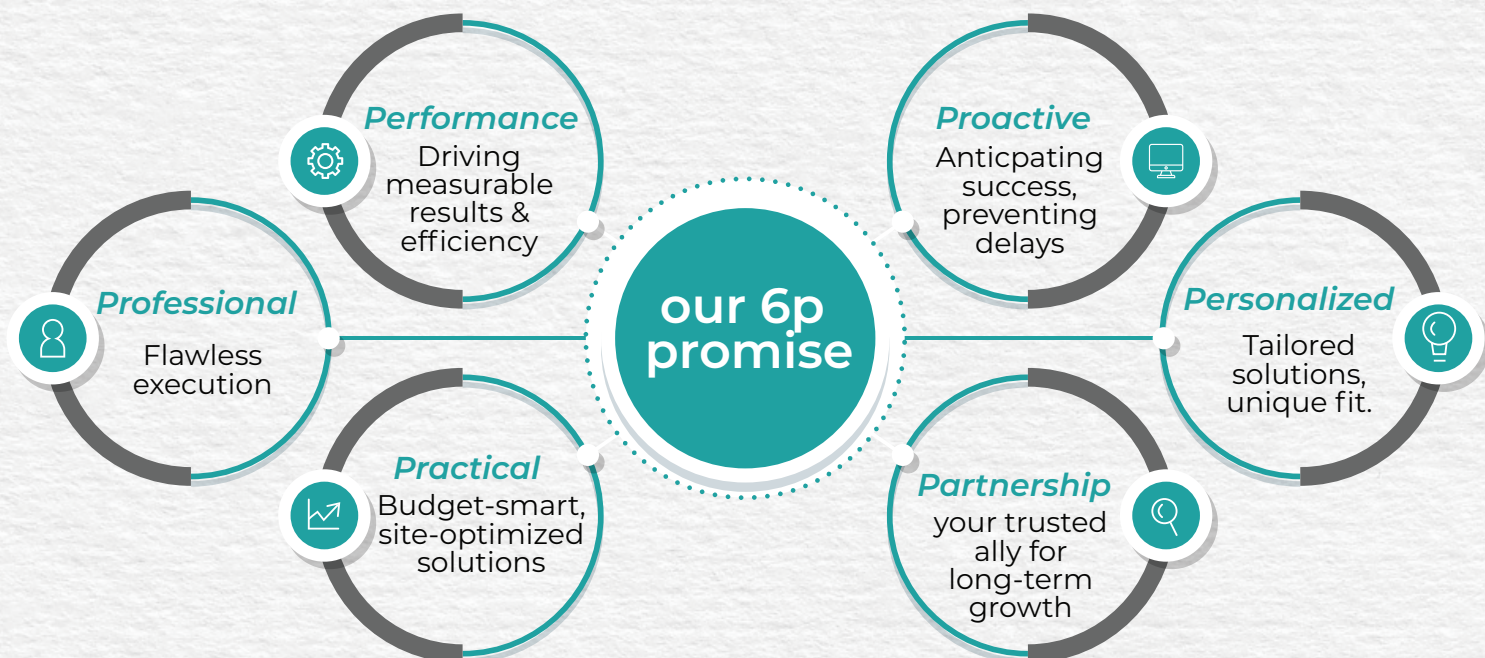 Performance
Driving
measurable
results &
efficiency
Proactive
Anticpating
success,
preventing
delays
Professional
Flawless
execution
our 6p
promise
Personalized
Tailored
solutions,
unique fit.
Practical
Budget-smart,
site-optimized
solutions
Partnership
your trusted
ally for
long-term
growth